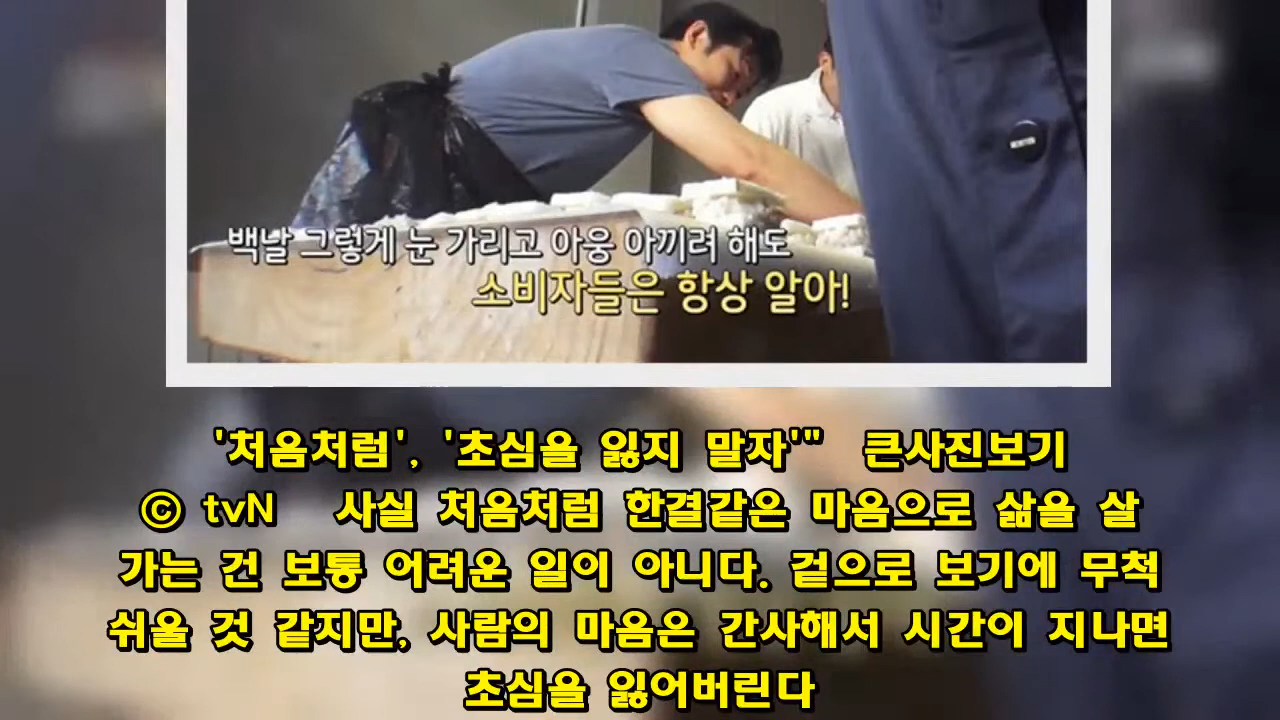 백날 그렇게 눈 가리고 아웅 아끼려 해도
소비자들은 항상 알아!
'처음처럼', '초심을 잃지 말자'" 큰사진보기
ⓒ tvN 사실 처음처럼 한결같은 마음으로 삶을 살
가는 건 보통 어려운 일이 아니다. 겉으로 보기에 무척
쉬울 것 같지만, 사람의 마음은 간사해서 시간이 지나면
초심을 잃어버린다